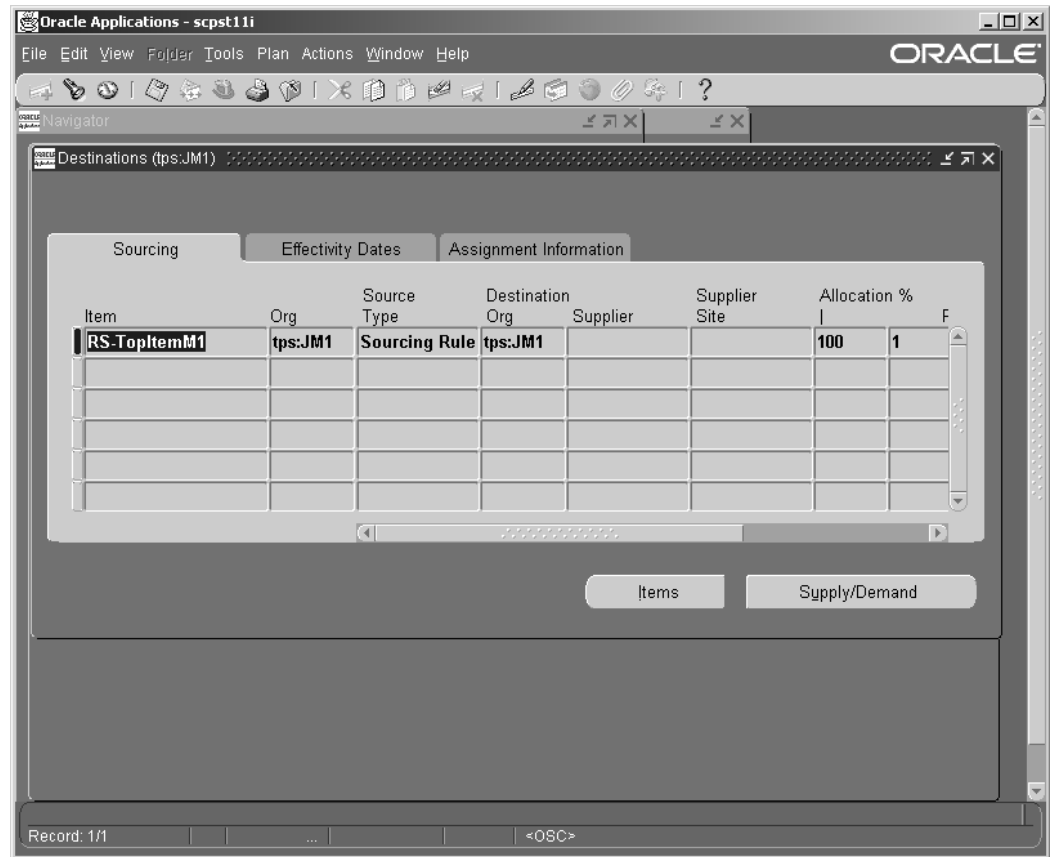 Oracle Applications - scpst11i
File Edit View Folder Tools Plan Actions Window Help
ORACLE
Navigator
Destinations (tps:JM1)
Sourcing Effectivity Dates Assignment Information
Source Destination Supplier Allocation %
Item Org Type Org Supplier Site | F
RS-TopItemM1 tps:JM1 Sourcing Rule tps:JM1 100 1
Items Supply/Demand
Record: 1/1 ... <OSC>